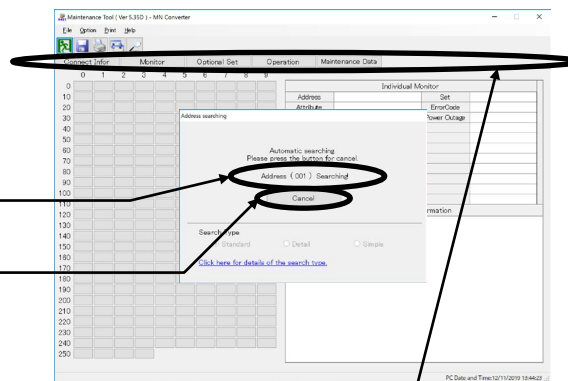 Maintenance Tool ( Ver 5.35D ) - MN Converter
File Option Print Help
Connect Infor Monitor Optional Set Operation Maintenance Data
0 1 2 3 4 5 6 7 8 9
0
10
20
30
40
50
60
70
80
90
100
110
120
130
140
150
160
170
180
190
200
210
220
230
240
250
Individual Monitor
Address Set
Attribute ErrorCode
Power Outage
rmation
Address searching
Automatic searching
Please press the button for cancel.
Address ( 001 ) Searching!
Cancel
Search Type
Standard Detail Simple
Click here for details of the search type.
PC Date and Time:12/11/2019 13:44:23